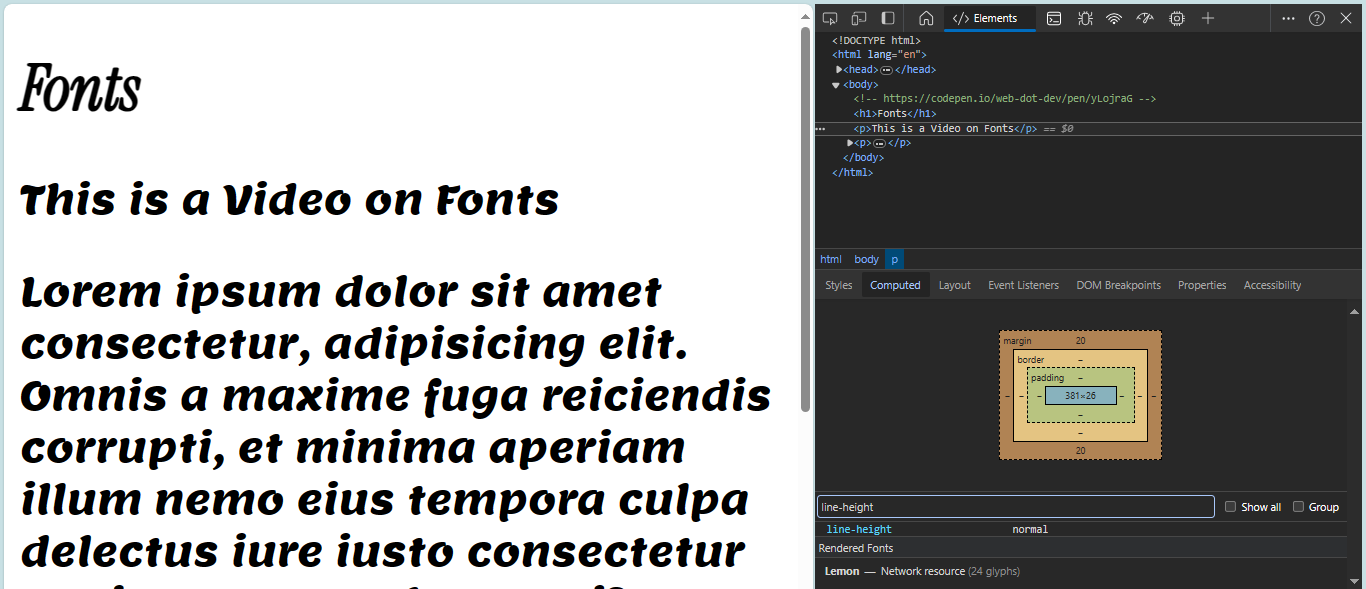 Fonts
This is a Video on Fonts
Lorem ipsum dolor sit amet
consectetur, adipisicing elit.
Omnis a maxime fuga reiciendis
corrupti, et minima aperiam
illum nemo eius tempora culpa
delectus iure iusto consectetur
</> Elements
<!DOCTYPE html>
<html lang="en">
<head> ⋯ </head>
<body>
<!-- https://codepen.io/web-dot-dev/pen/yLojraG -->
<h1>Fonts</h1>
<p>This is a Video on Fonts</p> == $0
<p> ⋯ </p>
</body>
</html>
html body p
Styles Computed Layout Event Listeners DOM Breakpoints Properties Accessibility
margin 20
border –
padding –
– – – 381×26 – – –
–
–
20
line-height Show all Group
line-height normal
Rendered Fonts
Lemon — Network resource (24 glyphs)